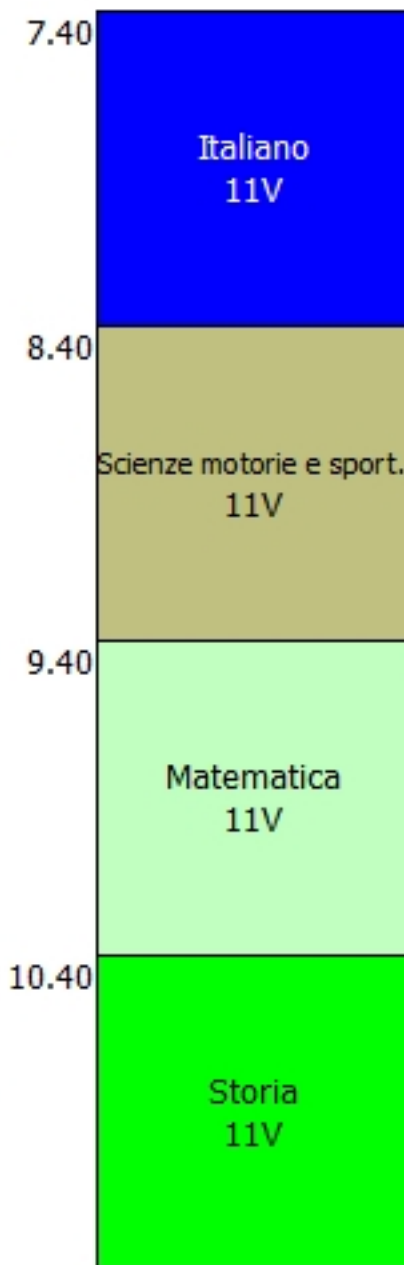 7.40
Italiano
11V
8.40
Scienze motorie e sport.
11V
9.40
Matematica
11V
10.40
Storia
11V